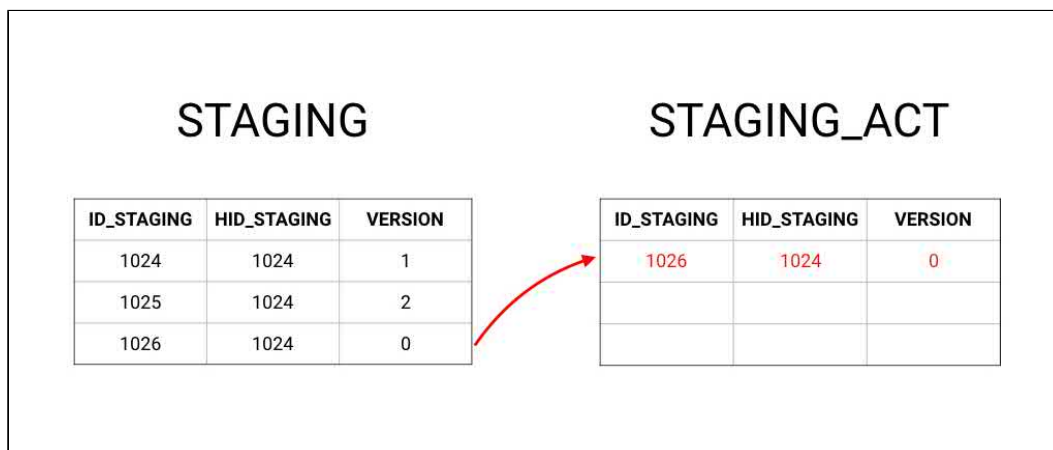 STAGING
ID_STAGING HID_STAGING VERSION
1024 1024 1
1025 1024 2
1026 1024 0
STAGING_ACT
ID_STAGING HID_STAGING VERSION
1026 1024 0